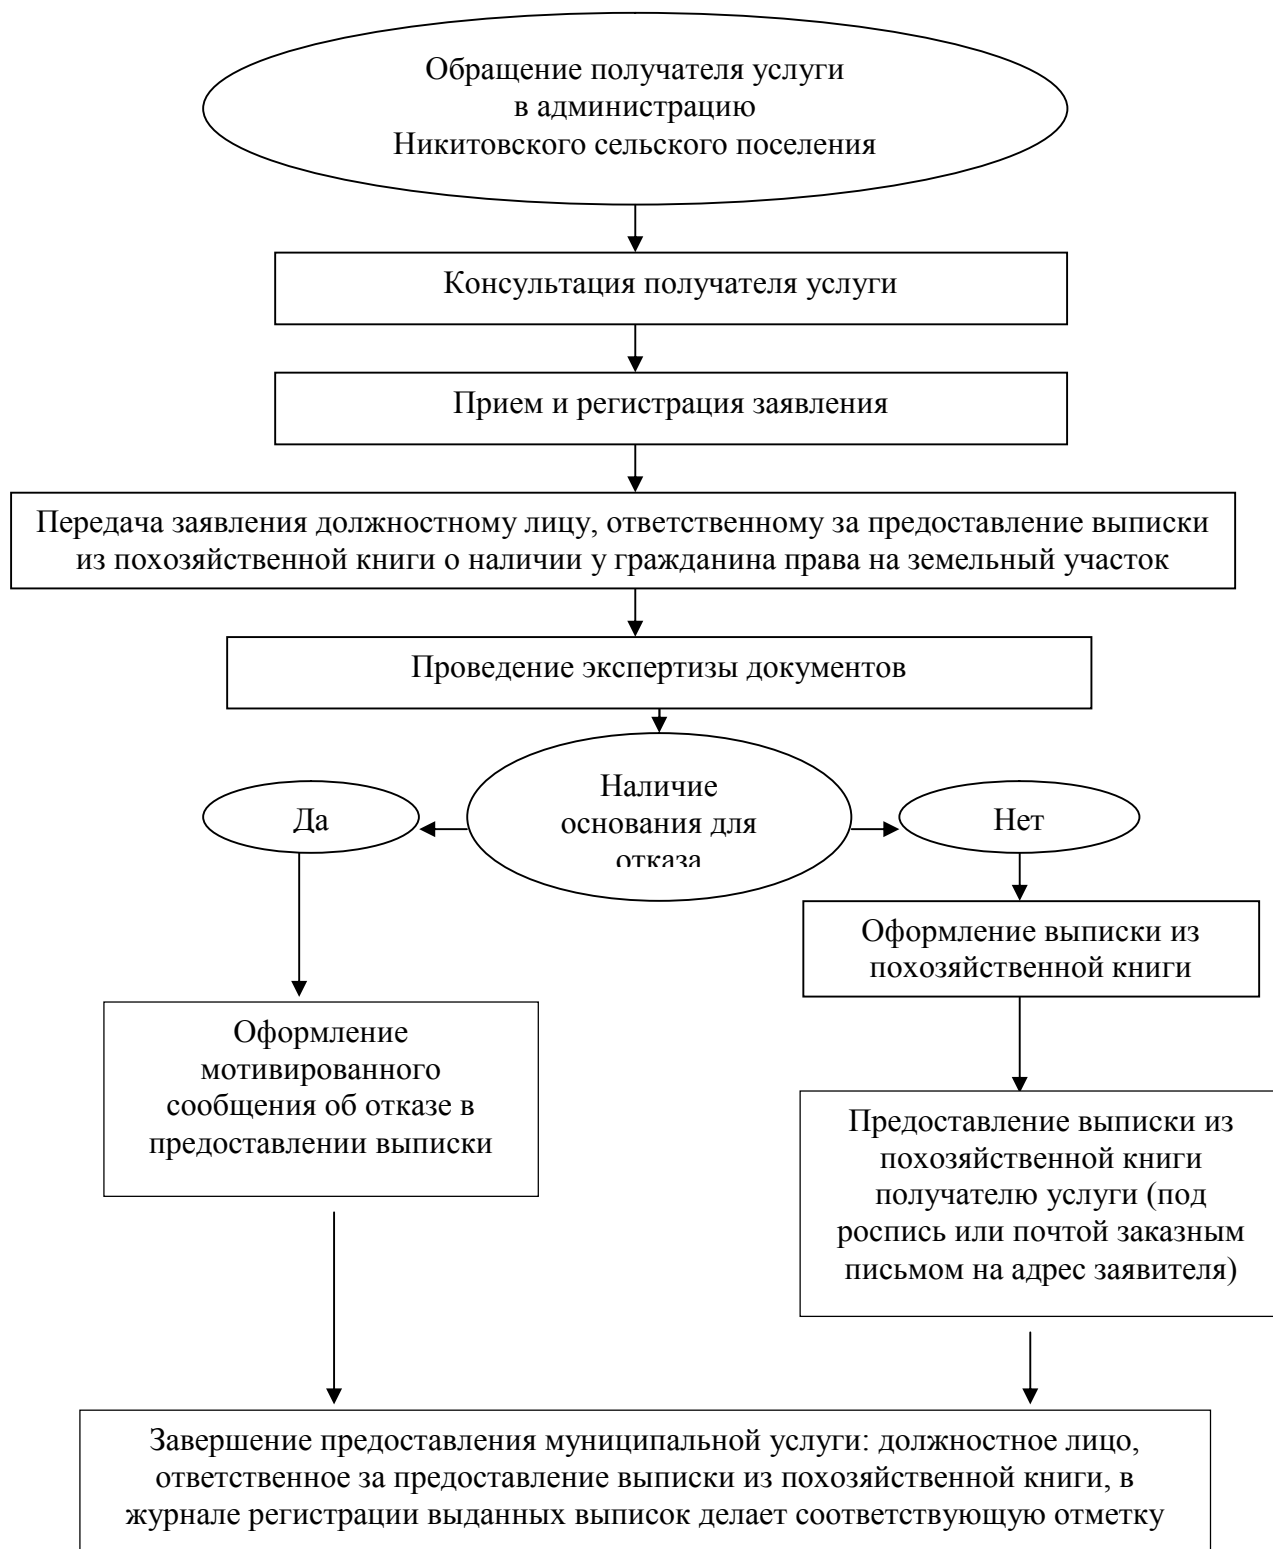 Обращение получателя услуги
в администрацию
Никитовского сельского поселения
Консультация получателя услуги
Прием и регистрация заявления
Передача заявления должностному лицу, ответственному за предоставление выписки
из похозяйственной книги о наличии у гражданина права на земельный участок
Проведение экспертизы документов
Наличие
основания для
отказа
Да
Нет
Оформление выписки из
похозяйственной книги
Оформление
мотивированного
сообщения об отказе в
предоставлении выписки
Предоставление выписки из
похозяйственной книги
получателю услуги (под
роспись или почтой заказным
письмом на адрес заявителя)
Завершение предоставления муниципальной услуги: должностное лицо,
ответственное за предоставление выписки из похозяйственной книги, в
журнале регистрации выданных выписок делает соответствующую отметку